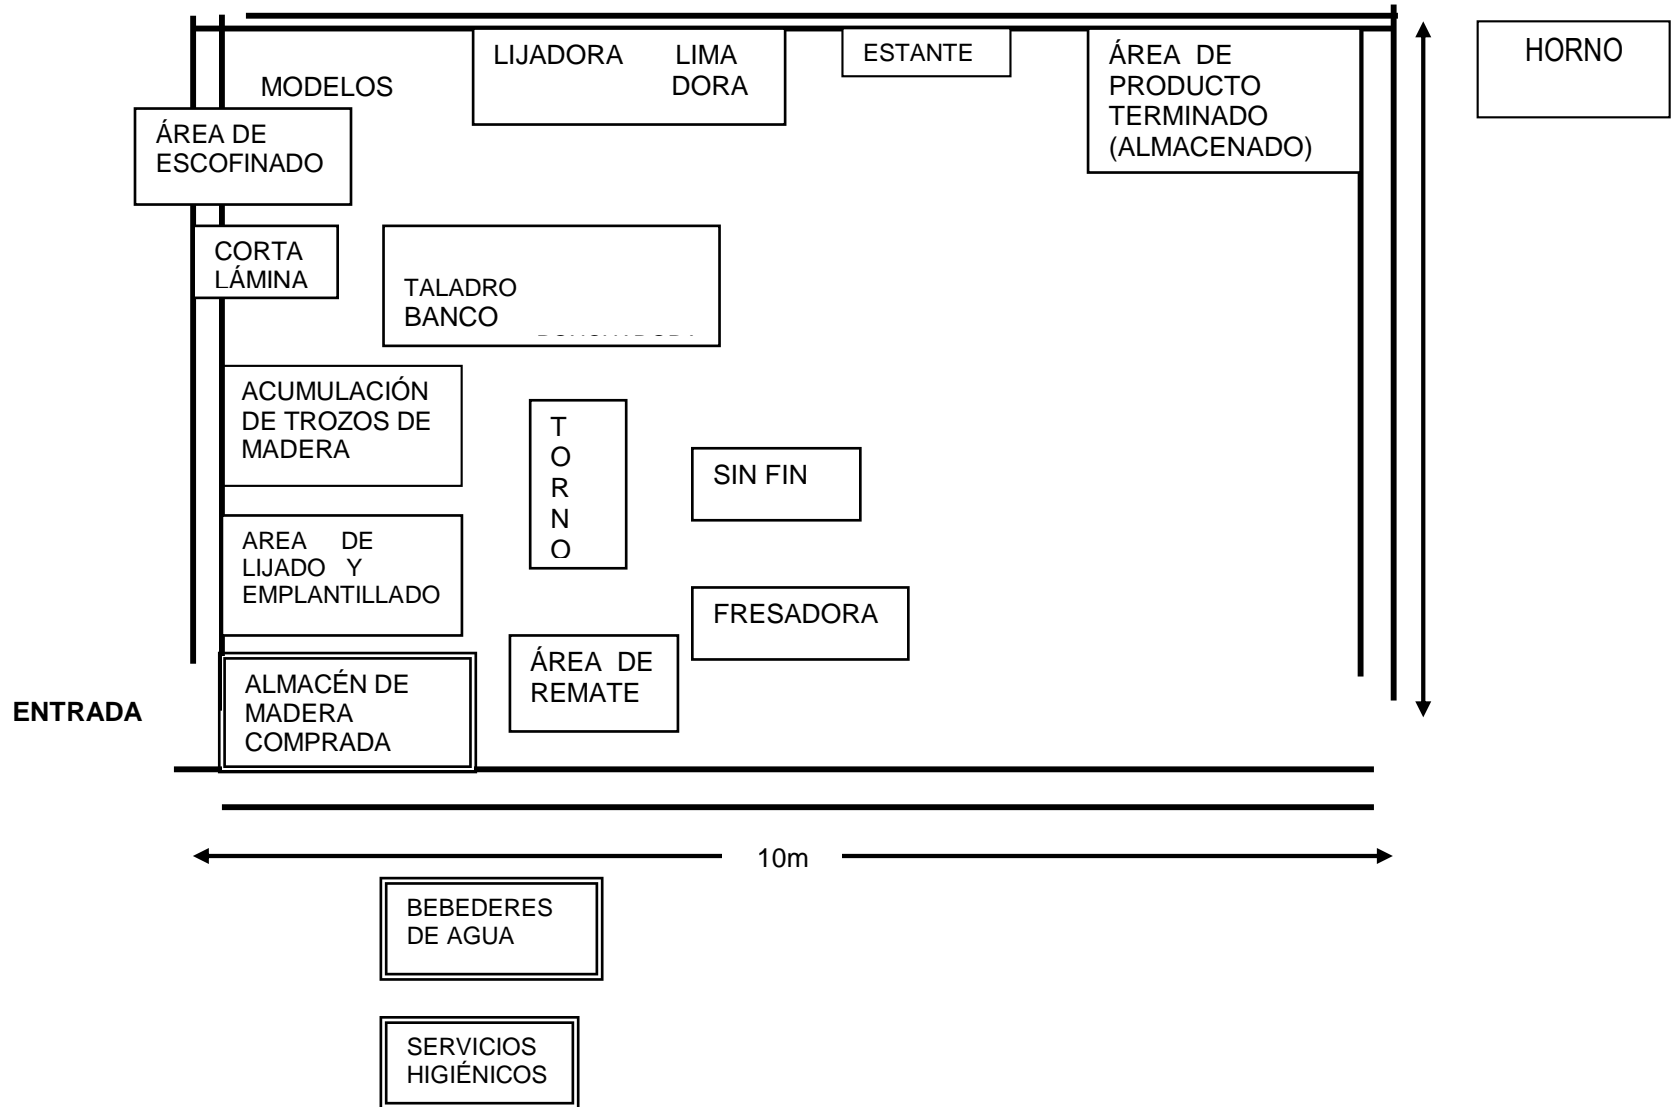 LIJADORA LIMA
DORA
ESTANTE
ÁREA DE
PRODUCTO
TERMINADO
(ALMACENADO)
HORNO
MODELOS
ÁREA DE
ESCOFINADO
CORTA
LÁMINA
TALADRO
BANCO
ACUMULACIÓN
DE TROZOS DE
MADERA
T
O
R
N
O
SIN FIN
AREA DE
LIJADO Y
EMPLANTILLADO
FRESADORA
ÁREA DE
REMATE
ALMACÉN DE
MADERA
COMPRADA
ENTRADA
10m
BEBEDERES
DE AGUA
SERVICIOS
HIGIÉNICOS